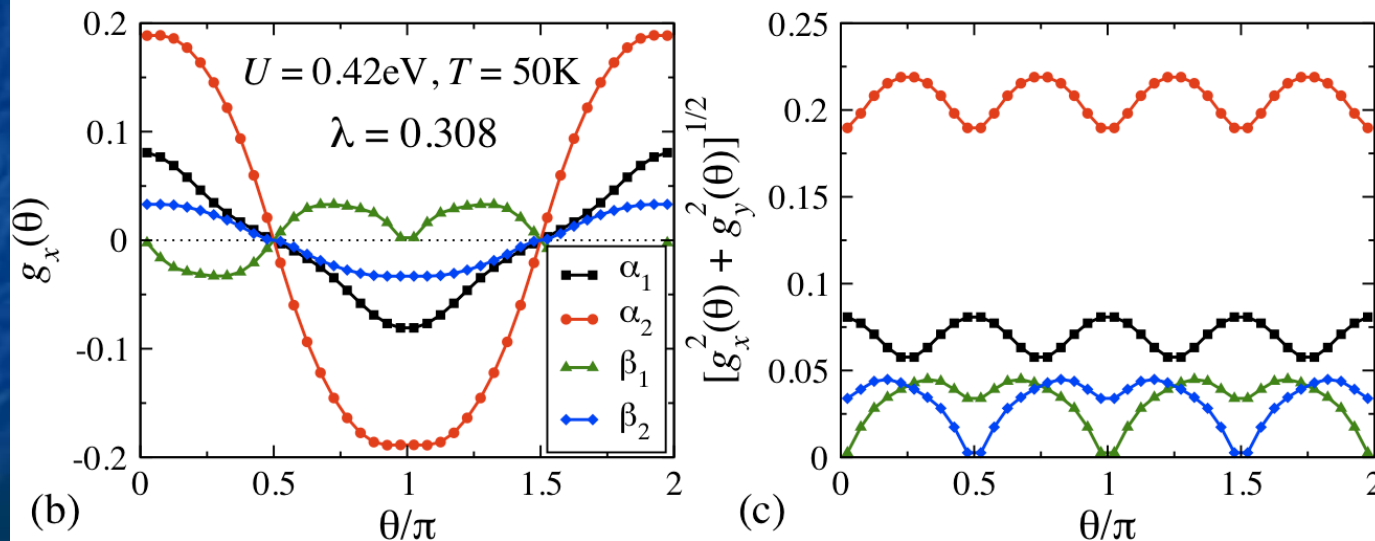 0.2
0.1
0
-0.1
-0.2
g_x(θ)
U = 0.42eV, T = 50K
λ = 0.308
α_1
α_2
β_1
β_2
0 0.5 1 1.5 2
θ/π
(b)
[g_x^2(θ) + g_y^2(θ)]^{1/2}
0.25
0.2
0.15
0.1
0.05
0
0 0.5 1 1.5 2
θ/π
(c)